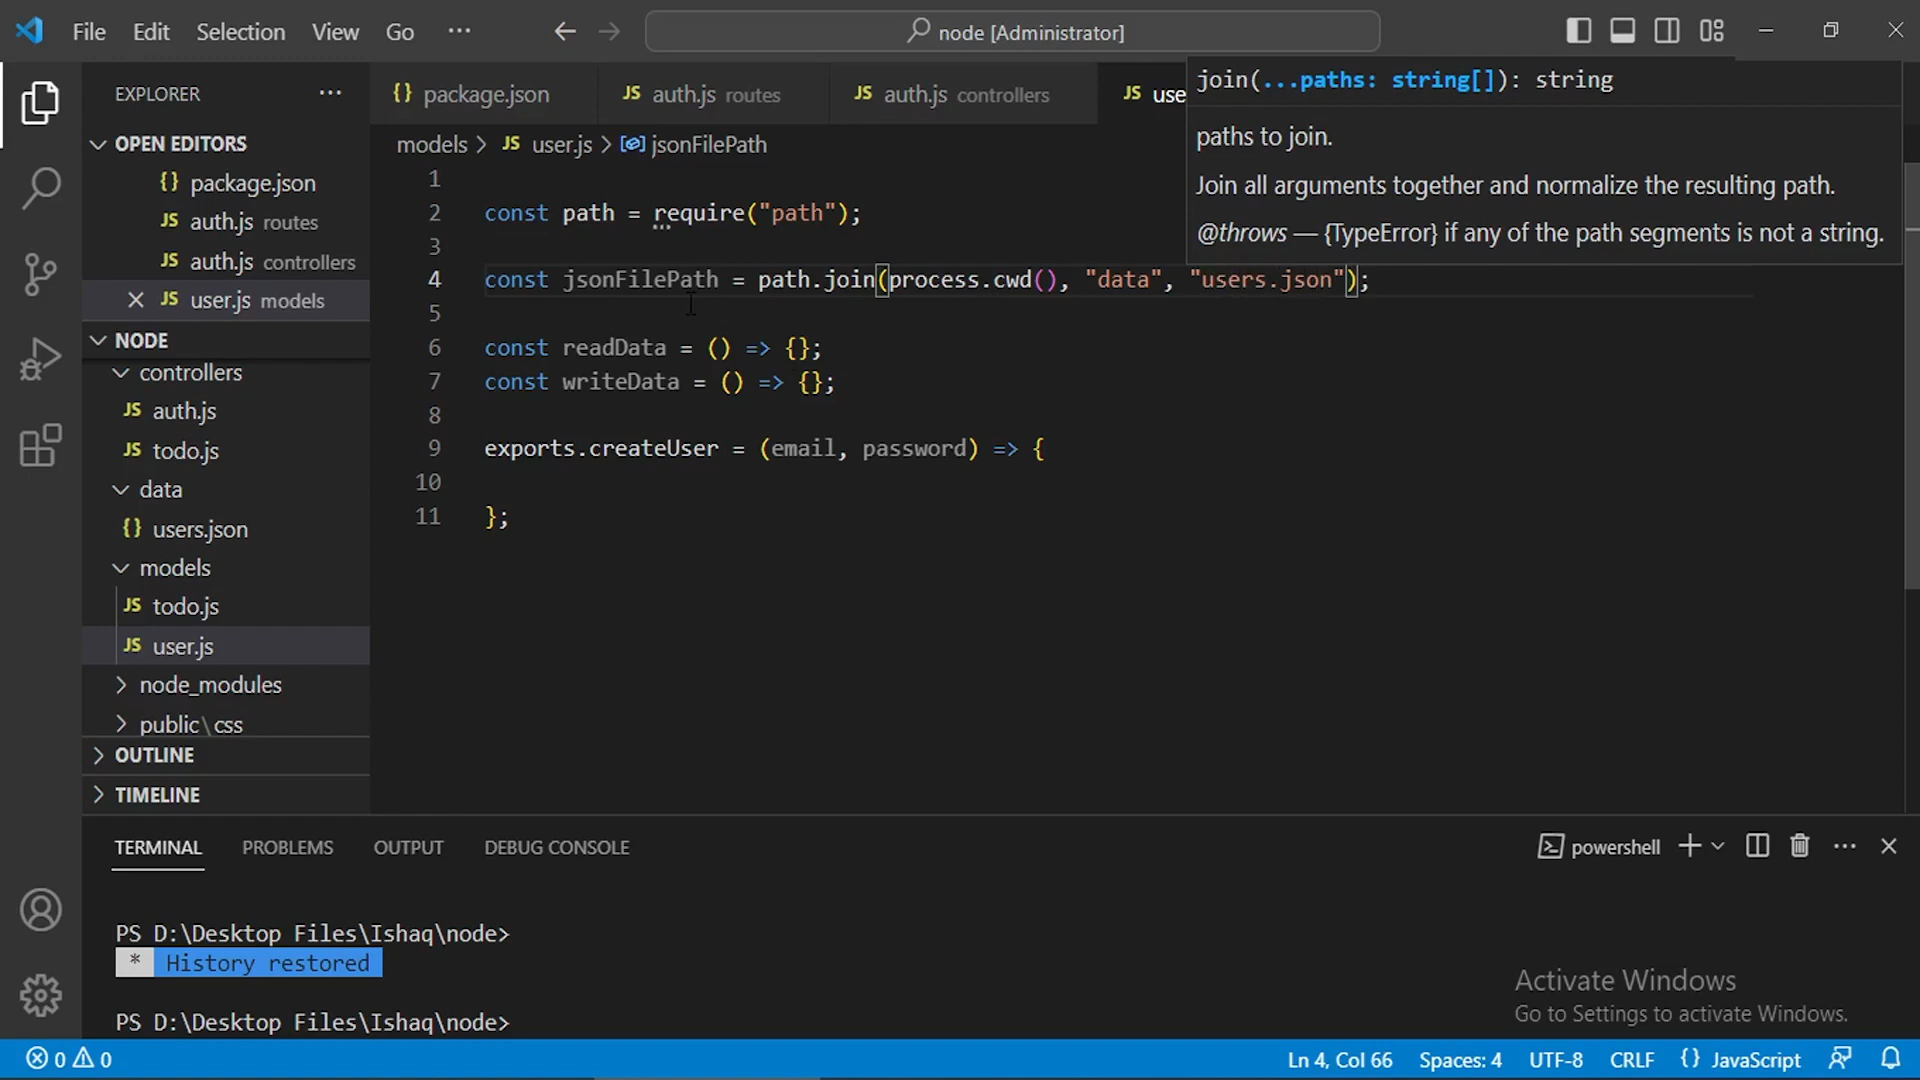 File Edit Selection View Go ··· node [Administrator]
EXPLORER ···
OPEN EDITORS
{} package.json
JS auth.js routes
JS auth.js controllers
JS user.js models
NODE
controllers
JS auth.js
JS todo.js
data
{} users.json
models
JS todo.js
JS user.js
node_modules
public\css
OUTLINE
TIMELINE
{} package.json JS auth.js routes JS auth.js controllers JS use
models > JS user.js > jsonFilePath
join(...paths: string[]): string
paths to join.
Join all arguments together and normalize the resulting path.
@throws — {TypeError} if any of the path segments is not a string.
1
2 const path = require("path");
3
4 const jsonFilePath = path.join(process.cwd(), "data", "users.json");
5
6 const readData = () => {};
7 const writeData = () => {};
8
9 exports.createUser = (email, password) => {
10
11 };
TERMINAL PROBLEMS OUTPUT DEBUG CONSOLE powershell ···
PS D:\Desktop Files\Ishaq\node>
* History restored
PS D:\Desktop Files\Ishaq\node>
Activate Windows
Go to Settings to activate Windows.
0 0 Ln 4, Col 66 Spaces: 4 UTF-8 CRLF {} JavaScript